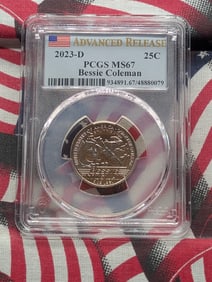 ADVANCED RELEASE
2023-D 25C
PCGS MS67
Bessie Coleman
934891.67/48880079